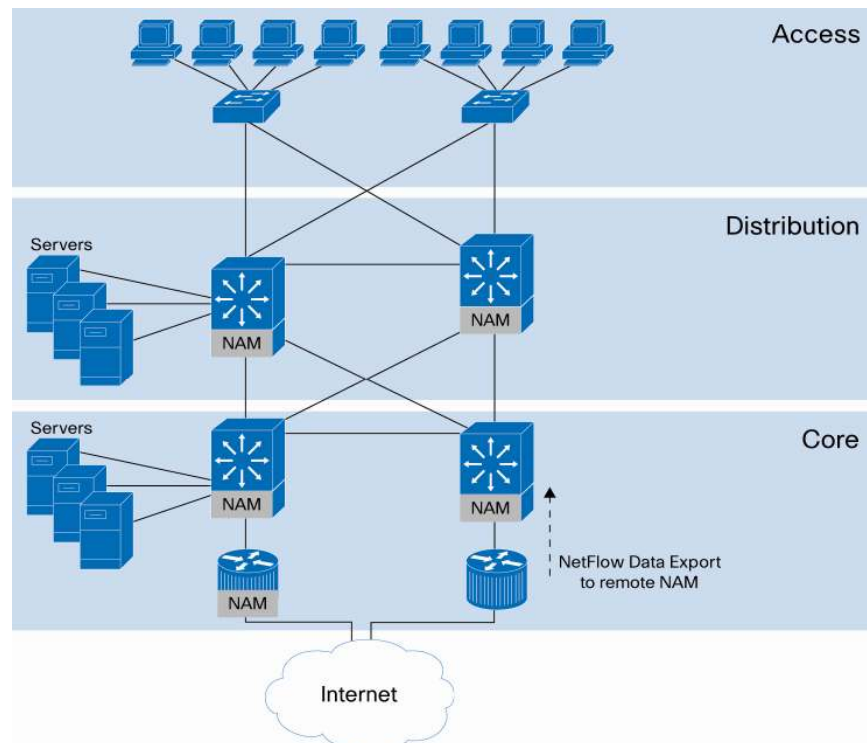 Access
Distribution
Servers
NAM
NAM
Core
Servers
NAM
NAM
NetFlow Data Export
to remote NAM
NAM
Internet